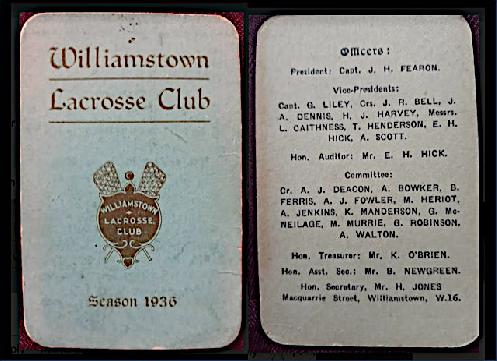 Williamstown
Lacrosse Club
WILLIAMSTOWN
LACROSSE
CLUB
Season 1936
Officers:
President: Capt. J. H. FEARON.
Vice-Presidents:
Capt. G. LILEY, Crs. J. R. BELL, J.
A. DENNIS, H. J. HARVEY, Messrs.
L. CAITHNESS, T. HENDERSON, E. H.
HICK, A. SCOTT.
Hon. Auditor: Mr. E. H. HICK.
Committee:
Cr. A. J. DEACON, A. BOWKER, B.
FERRIS, A. J. FOWLER, M. HERIOT,
A. JENKINS, K. MANDERSON, G. Mc-
NEILAGE, M. MURRIE, G. ROBINSON,
A. WALTON.
Hon. Treasurer: Mr. K. O'BRIEN.
Hon. Asst. Sec.: Mr. B. NEWGREEN.
Hon. Secretary, Mr. H. JONES
Macquarrie Street, Williamstown, W.16.